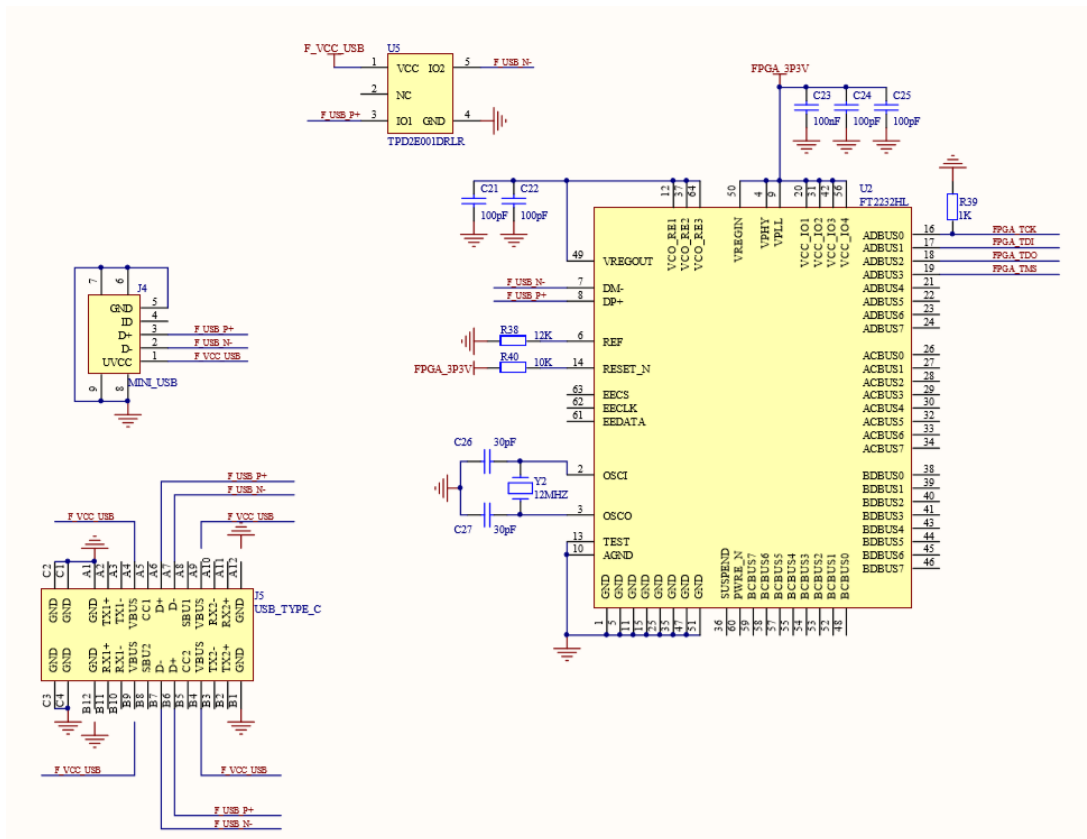 F_VCC_USB
U5
1 VCC IO2 5 F_USB_N-
2 NC
F_USB_P+ 3 IO1 GND 4
TPD2E001DRLR
FPGA_3P3V
C23 C24 C25
100nF 100pF 100pF
C21 C22
100pF 100pF
12 37 64 50 4 9 20 31 42 56
U2
FT2232HL
R39
1K
VCO_RE1 VCO_RE2 VCO_RE3 VREGIN VPHY VPLL VCC_IO1 VCC_IO2 VCC_IO3 VCC_IO4
ADBUS0 16 FPGA_TCK
ADBUS1 17 FPGA_TDI
ADBUS2 18 FPGA_TDO
ADBUS3 19 FPGA_TMS
ADBUS4 21
ADBUS5 22
ADBUS6 23
ADBUS7 24
49 VREGOUT
F_USB_N- 7 DM-
F_USB_P+ 8 DP+
R38 12K 6 REF
FPGA_3P3V R40 10K 14 RESET_N
63 EECS
62 EECLK
61 EEDATA
ACBUS0 26
ACBUS1 27
ACBUS2 28
ACBUS3 29
ACBUS4 30
ACBUS5 32
ACBUS6 33
ACBUS7 34
C26 30pF
2 OSCI
Y2
12MHZ
3 OSCO
C27 30pF
13 TEST
10 AGND
BDBUS0 38
BDBUS1 39
BDBUS2 40
BDBUS3 41
BDBUS4 43
BDBUS5 44
BDBUS6 45
BDBUS7 46
GND GND GND GND GND GND GND GND SUSPEND PWRE_N BCBUS7 BCBUS6 BCBUS5 BCBUS4 BCBUS3 BCBUS2 BCBUS1 BCBUS0
1 5 11 15 25 35 47 51 36 60 59 58 57 55 54 53 52 48
7 6 J4
GND 5
ID 4
D+ 3 F_USB_P+
D- 2 F_USB_N-
UVCC 1 F_VCC_USB
MINI_USB
9 8
F_USB_P+
F_USB_N-
F_VCC_USB F_VCC_USB
C2 C1 A1 A2 A3 A4 A5 A6 A7 A8 A9 A10 A11 A12
J5
USB_TYPE_C
GND GND GND TX1+ TX1- VBUS CC1 D+ D- SBU1 VBUS RX2- RX2+ GND
GND GND GND RX1+ RX1- VBUS SBU2 D- D+ CC2 VBUS TX2- TX2+ GND
C3 C4 B12 B11 B10 B9 B8 B7 B6 B5 B4 B3 B2 B1
F_VCC_USB F_VCC_USB
F_USB_P+
F_USB_N-